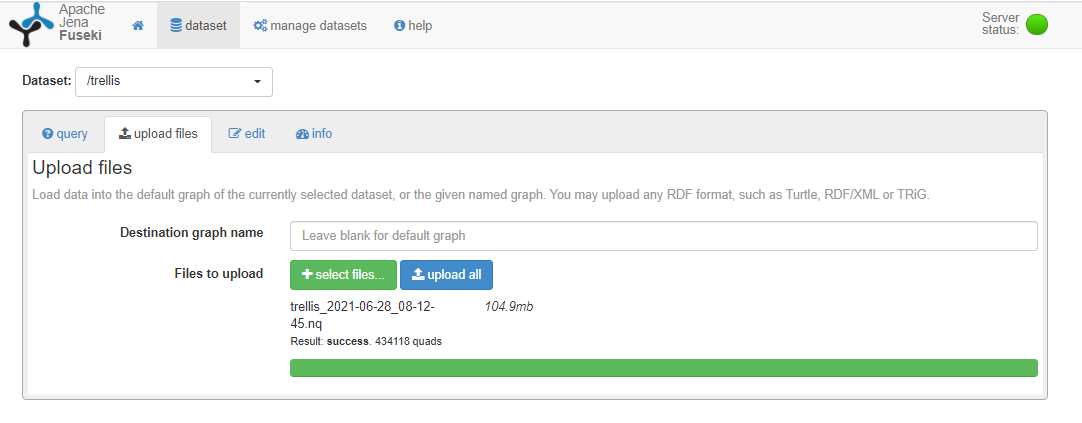 Apache
Jena
Fuseki
dataset
manage datasets
help
Server
status:
Dataset:
/trellis
query
upload files
edit
info
Upload files
Load data into the default graph of the currently selected dataset, or the given named graph. You may upload any RDF format, such as Turtle, RDF/XML or TRiG.
Destination graph name
Leave blank for default graph
Files to upload
select files...
upload all
trellis_2021-06-28_08-12-
45.nq
104.9mb
Result: success. 434118 quads